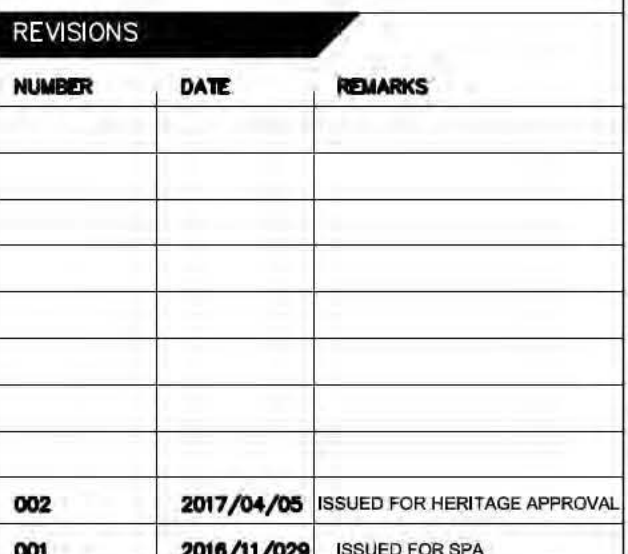 REVISIONS
NUMBER DATE REMARKS
002 2017/04/05 ISSUED FOR HERITAGE APPROVAL
001 2016/11/029 ISSUED FOR SPA